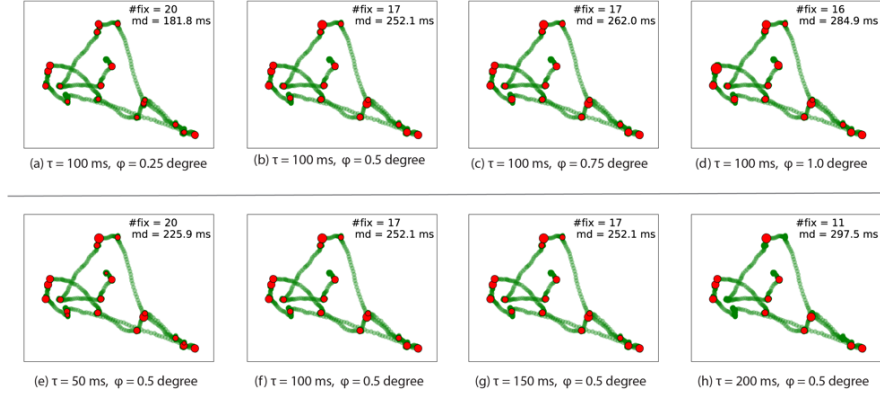 #fix = 20
md = 181.8 ms
#fix = 17
md = 252.1 ms
#fix = 17
md = 262.0 ms
#fix = 16
md = 284.9 ms
(a) τ = 100 ms, φ = 0.25 degree
(b) τ = 100 ms, φ = 0.5 degree
(c) τ = 100 ms, φ = 0.75 degree
(d) τ = 100 ms, φ = 1.0 degree
#fix = 20
md = 225.9 ms
#fix = 17
md = 252.1 ms
#fix = 17
md = 252.1 ms
#fix = 11
md = 297.5 ms
(e) τ = 50 ms, φ = 0.5 degree
(f) τ = 100 ms, φ = 0.5 degree
(g) τ = 150 ms, φ = 0.5 degree
(h) τ = 200 ms, φ = 0.5 degree